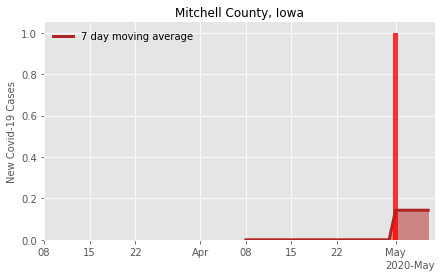 Mitchell County, Iowa
7 day moving average
New Covid-19 Cases
1.0
0.8
0.6
0.4
0.2
0.0
08 15 22 Apr 08 15 22 May
2020-May